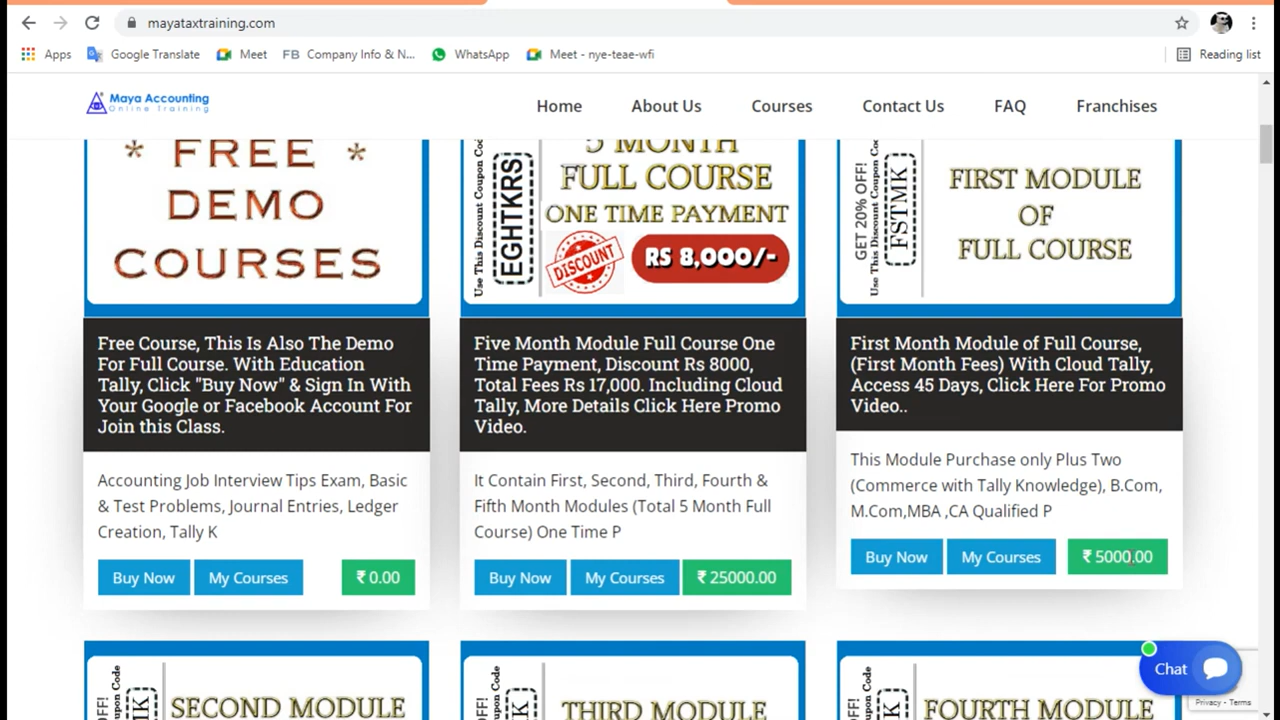 mayataxtraining.com
Apps Google Translate Meet FB Company Info & N... WhatsApp Meet - nye-teae-wfi Reading list
Maya Accounting
Online Training
Home About Us Courses Contact Us FAQ Franchises
* FREE *
DEMO
COURSES
Use This Discount Coupon Code
EGHTKRS
5 MONTH
FULL COURSE
ONE TIME PAYMENT
DISCOUNT
RS 8,000/-
GET 20% OFF!
Use This Discount Coupon Code
FSTMK
FIRST MODULE
OF
FULL COURSE
Free Course, This Is Also The Demo
For Full Course. With Education
Tally, Click "Buy Now" & Sign In With
Your Google or Facebook Account For
Join this Class.
Accounting Job Interview Tips Exam, Basic
& Test Problems, Journal Entries, Ledger
Creation, Tally K
Buy Now My Courses ₹ 0.00
Five Month Module Full Course One
Time Payment, Discount Rs 8000,
Total Fees Rs 17,000. Including Cloud
Tally, More Details Click Here Promo
Video.
It Contain First, Second, Third, Fourth &
Fifth Month Modules (Total 5 Month Full
Course) One Time P
Buy Now My Courses ₹ 25000.00
First Month Module of Full Course,
(First Month Fees) With Cloud Tally,
Access 45 Days, Click Here For Promo
Video..
This Module Purchase only Plus Two
(Commerce with Tally Knowledge), B.Com,
M.Com,MBA ,CA Qualified P
Buy Now My Courses ₹ 5000.00
SECOND MODULE
THIRD MODULE
FOURTH MODULE
Chat
Privacy - Terms